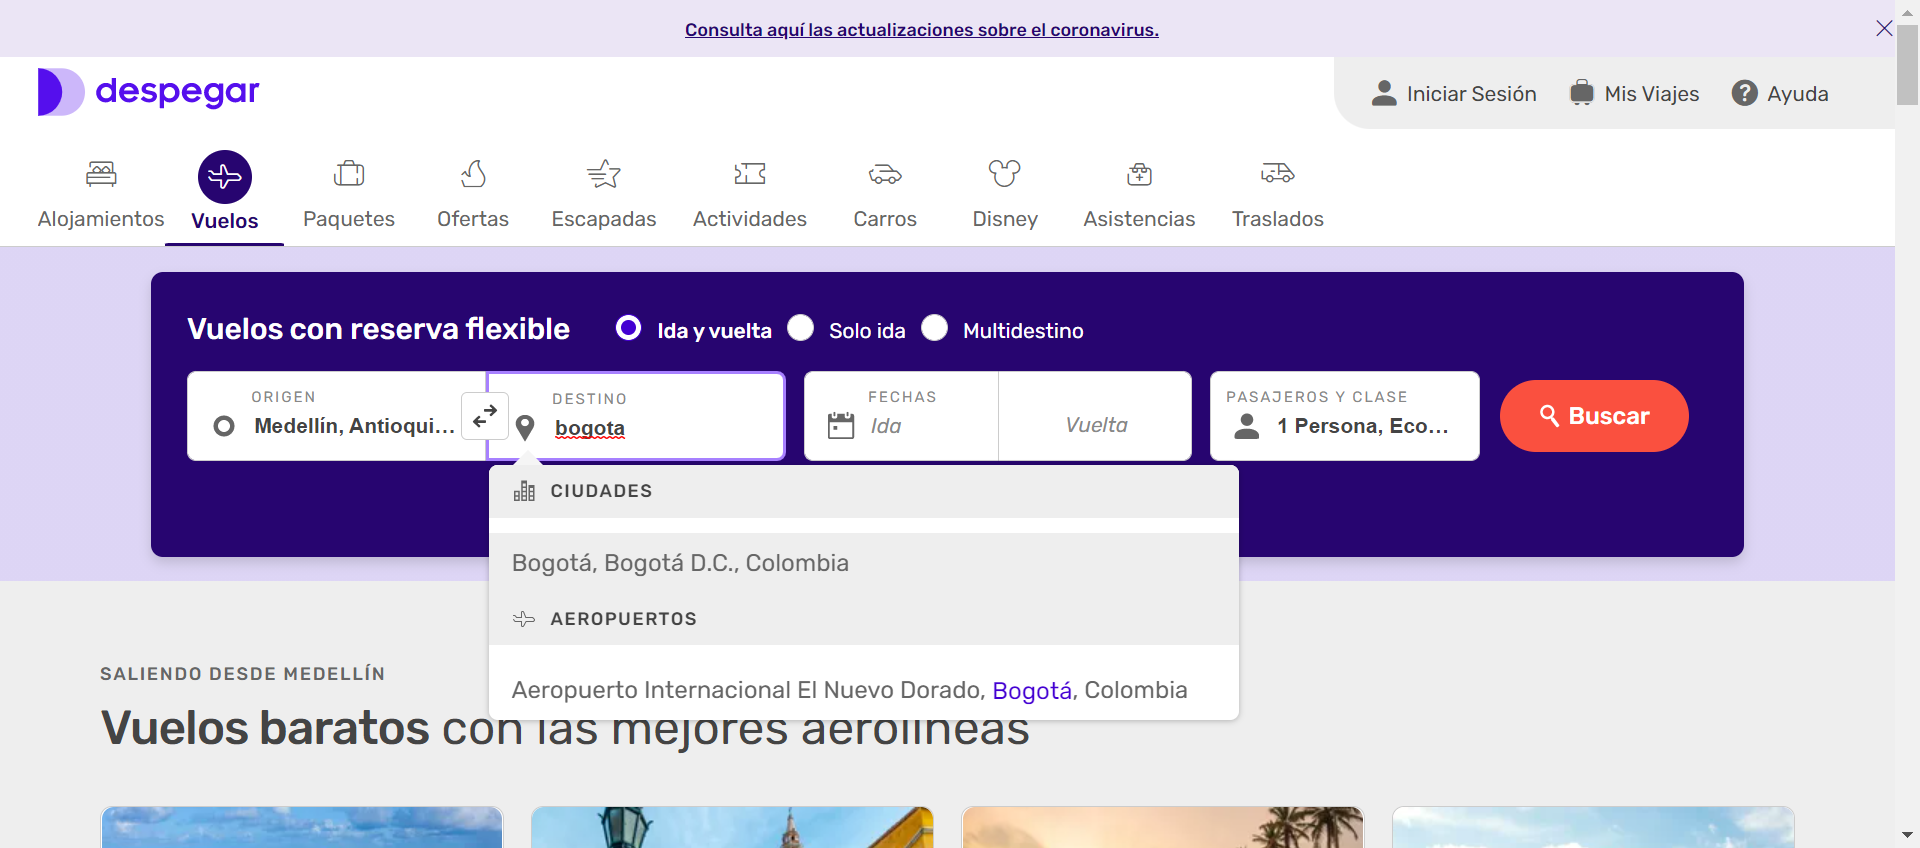 Consulta aquí las actualizaciones sobre el coronavirus.
despegar
Iniciar Sesión
Mis Viajes
Ayuda
Alojamientos
Vuelos
Paquetes
Ofertas
Escapadas
Actividades
Carros
Disney
Asistencias
Traslados
Vuelos con reserva flexible
Ida y vuelta
Solo ida
Multidestino
ORIGEN
Medellín, Antioqui...
DESTINO
bogota
FECHAS
Ida
Vuelta
PASAJEROS Y CLASE
1 Persona, Eco...
Buscar
CIUDADES
Bogotá, Bogotá D.C., Colombia
AEROPUERTOS
Aeropuerto Internacional El Nuevo Dorado, Bogotá, Colombia
SALIENDO DESDE MEDELLÍN
Vuelos baratos con las mejores aerolíneas